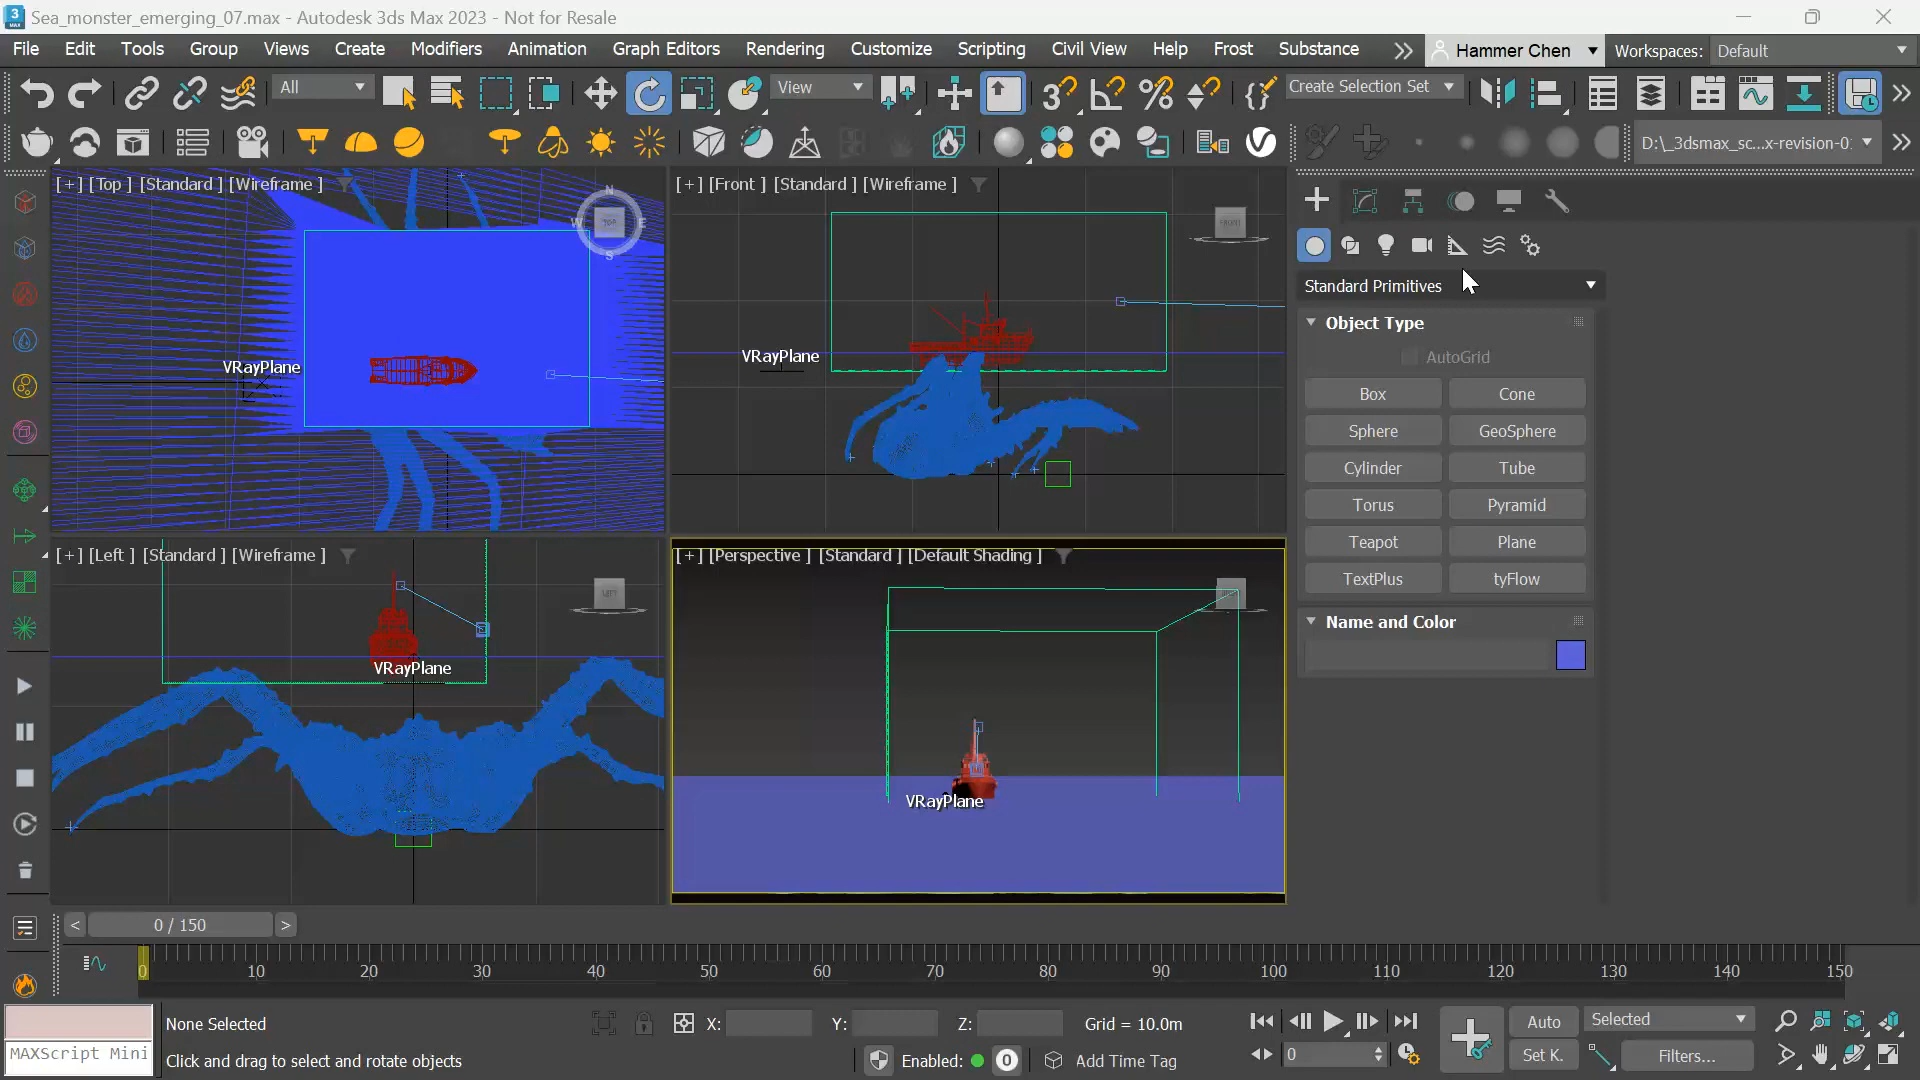 Sea_monster_emerging_07.max - Autodesk 3ds Max 2023 - Not for Resale
File Edit Tools Group Views Create Modifiers Animation Graph Editors Rendering Customize Scripting Civil View Help Frost Substance Hammer Chen Workspaces: Default
All View Create Selection Set
D:\_3dsmax_sc...x-revision-0:
[+] [Top ] [Standard ] [Wireframe ]
N
W TOP E
S
VRayPlane
[+] [Front ] [Standard ] [Wireframe ]
FRONT
VRayPlane
[+] [Left ] [Standard ] [Wireframe ]
LEFT
VRayPlane
[+] [Perspective ] [Standard ] [Default Shading ]
VRayPlane
Standard Primitives
Object Type
AutoGrid
Box Cone
Sphere GeoSphere
Cylinder Tube
Torus Pyramid
Teapot Plane
TextPlus tyFlow
Name and Color
< 0 / 150 >
0 10 20 30 40 50 60 70 80 90 100 110 120 130 140 150
None Selected X: Y: Z: Grid = 10.0m Auto Selected
MAXScript Mini Click and drag to select and rotate objects Enabled: 0 Add Time Tag 0 Set K. Filters...